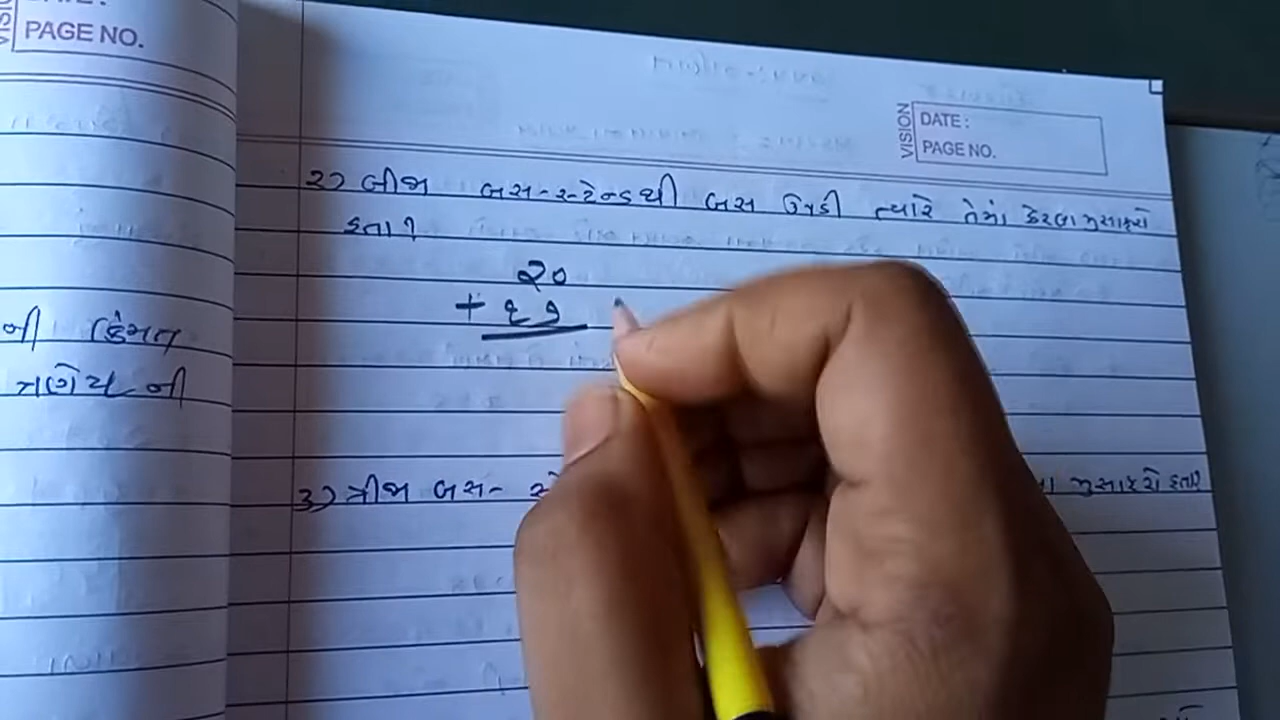 PAGE NO.
VISION
DATE :
PAGE NO.
૨) બીજા બસ-સ્ટેન્ડથી બસ ઉપડી ત્યારે તેમાં કેટલા મુસાફરો
હતા ?
૨૦
+ ૬૭
ની કિંમત
ત્રણેય ની
૩) ત્રીજા બસ- મુસાફરો હતા?